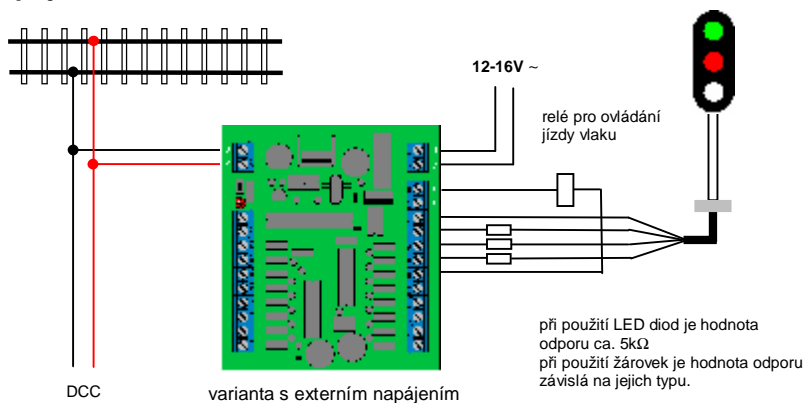 12-16V ~
relé pro ovládání
jízdy vlaku
při použití LED diod je hodnota
odporu ca. 5kΩ
při použití žárovek je hodnota odporu
závislá na jejich typu.
DCC
varianta s externím napájením